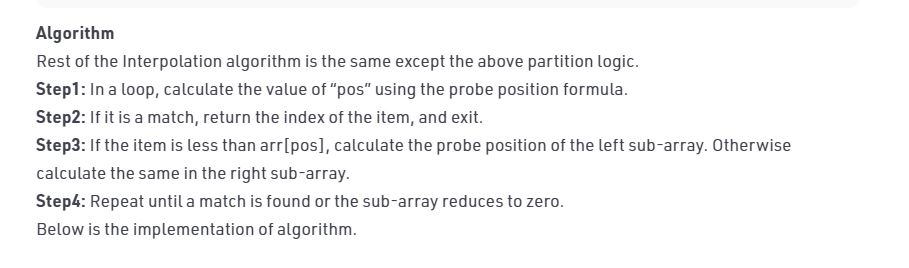 Algorithm
Rest of the Interpolation algorithm is the same except the above partition logic.
Step1: In a loop, calculate the value of “pos” using the probe position formula.
Step2: If it is a match, return the index of the item, and exit.
Step3: If the item is less than arr[pos], calculate the probe position of the left sub-array. Otherwise
calculate the same in the right sub-array.
Step4: Repeat until a match is found or the sub-array reduces to zero.
Below is the implementation of algorithm.